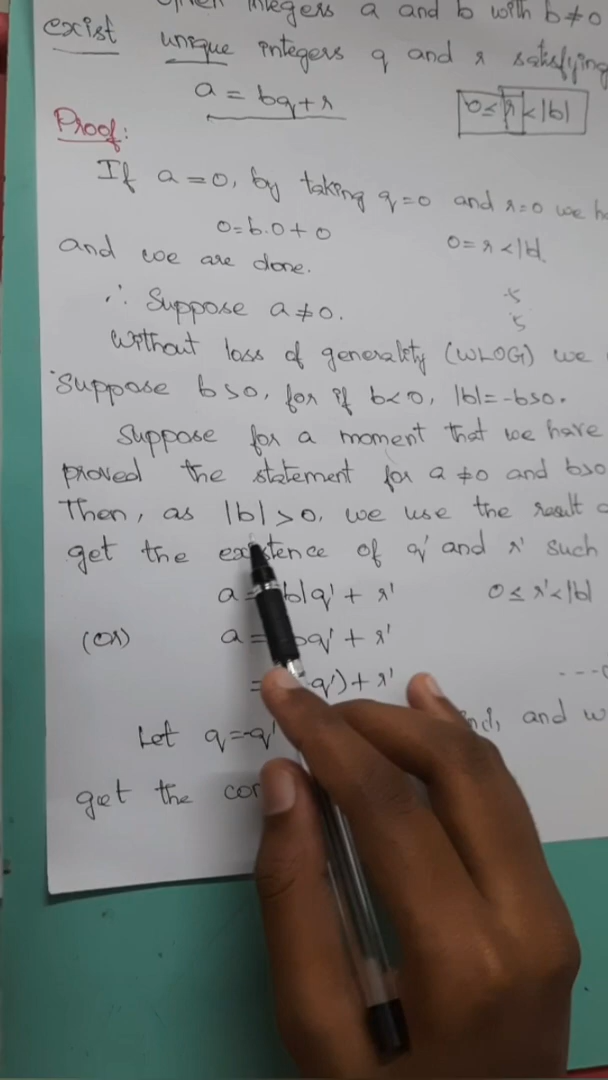 integers a and b with b≠0
exist unique integers q and r satisfying
a = bq+r 0≤r<|b|
Proof:
If a=0, by taking q=0 and r=0 we
0=b.0+0 0=r<|b|
and we are done.
∴ Suppose a≠0. -5
5
Without loss of generality (WLOG) we
Suppose b>0, for if b<0, |b|=-b>0.
Suppose for a moment that we have
proved the statement for a≠0 and b>0
Then, as |b|>0, we use the result
get the existence of q' and r' such
a = |b|q' + r' 0≤r'<|b|
(or) a = bq' + r'
= q')+r' ---
Let q=-q' and, and
get the